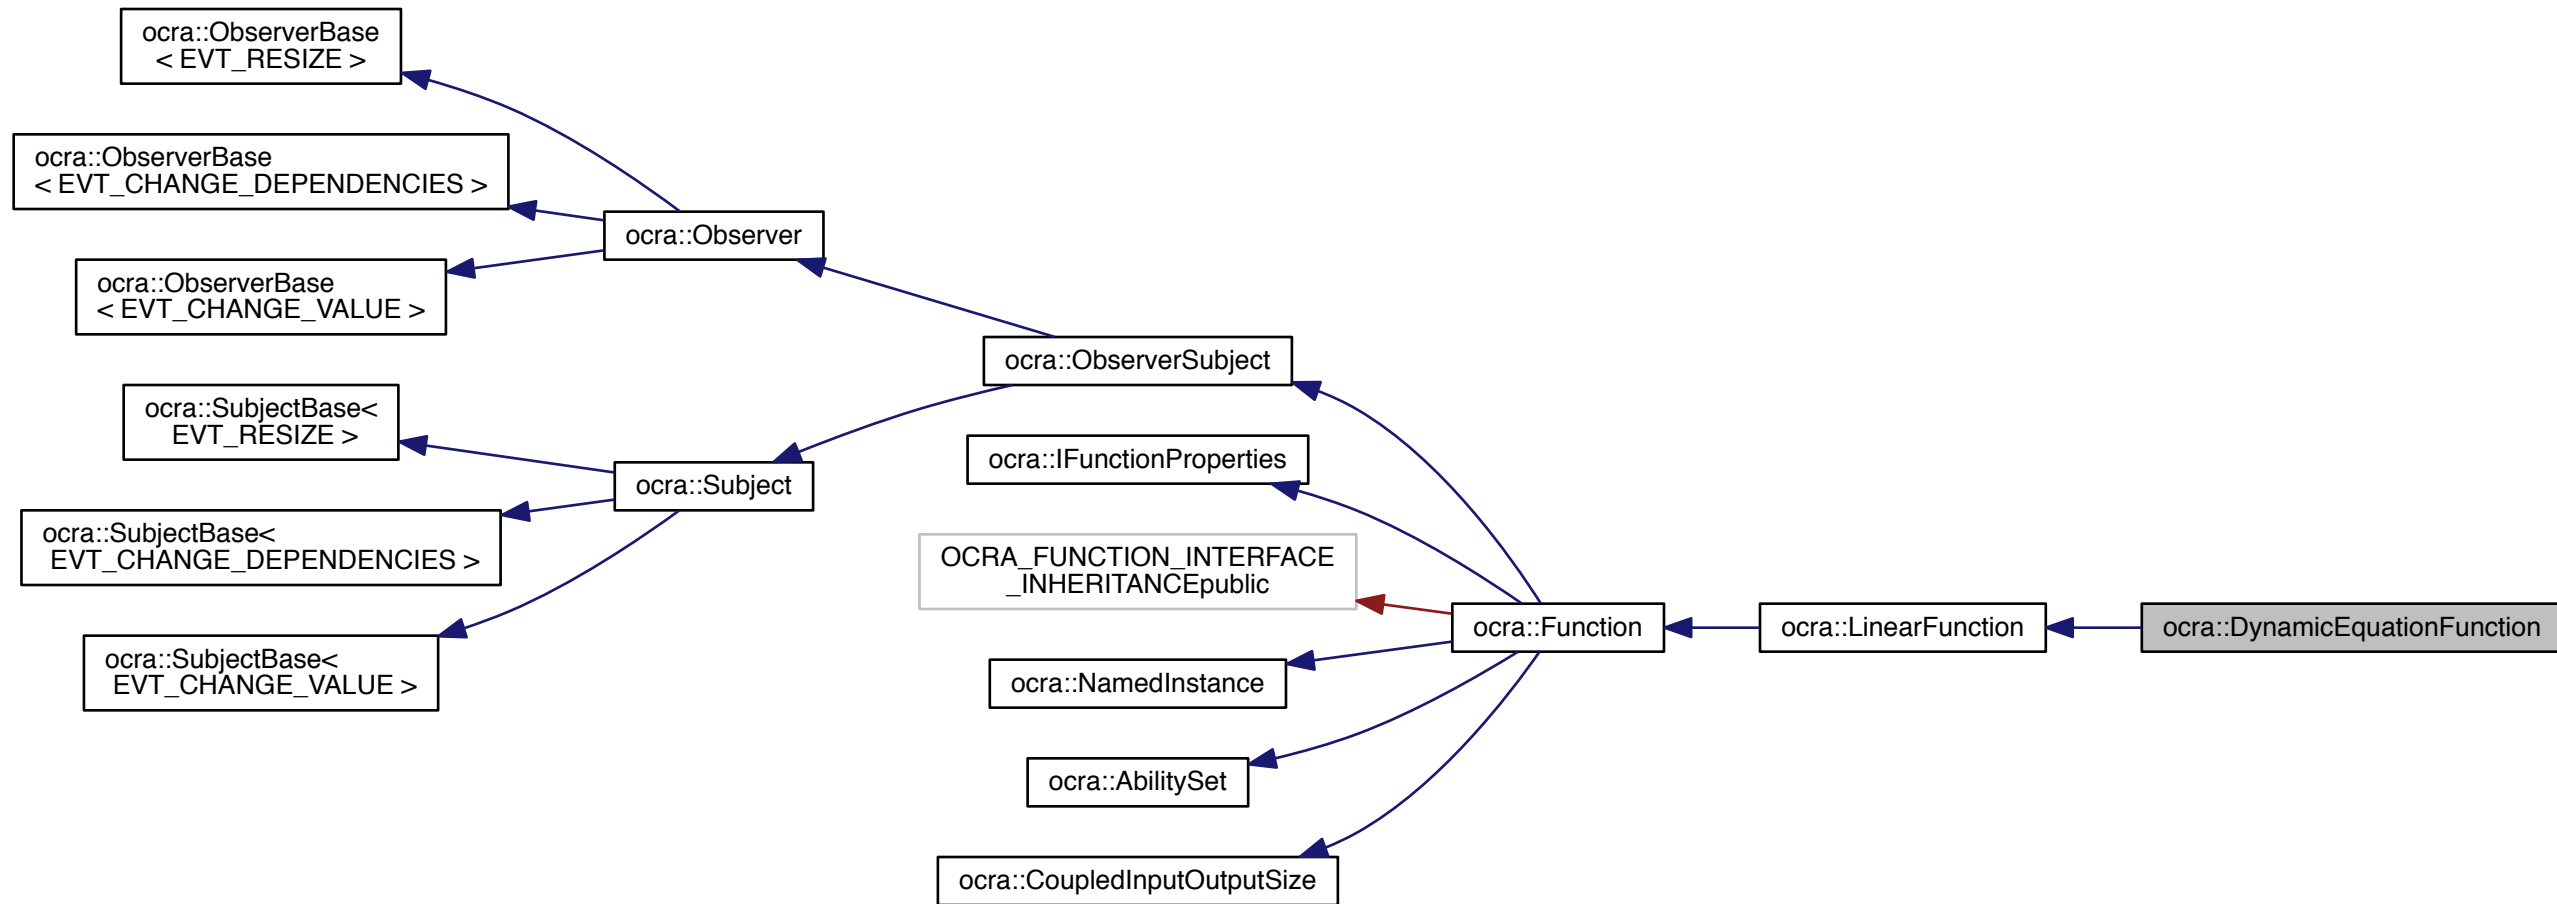 ocra::ObserverBase
< EVT_RESIZE >
ocra::ObserverBase
< EVT_CHANGE_DEPENDENCIES >
ocra::Observer
ocra::ObserverBase
< EVT_CHANGE_VALUE >
ocra::ObserverSubject
ocra::SubjectBase<
EVT_RESIZE >
ocra::IFunctionProperties
ocra::Subject
ocra::SubjectBase<
EVT_CHANGE_DEPENDENCIES >
OCRA_FUNCTION_INTERFACE
_INHERITANCEpublic
ocra::Function
ocra::LinearFunction
ocra::DynamicEquationFunction
ocra::SubjectBase<
EVT_CHANGE_VALUE >
ocra::NamedInstance
ocra::AbilitySet
ocra::CoupledInputOutputSize